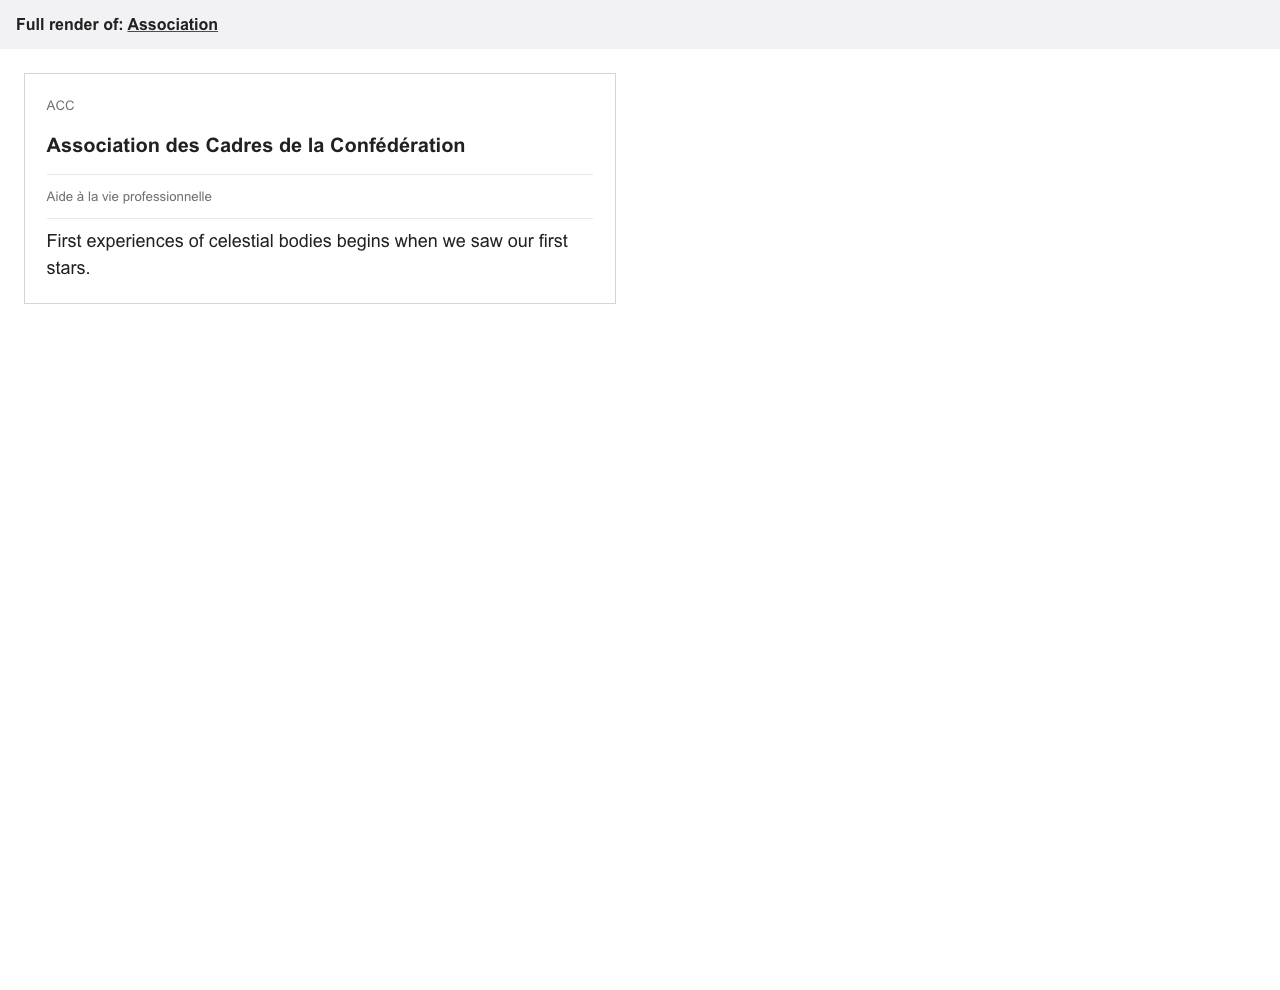 Full render of: Association
ACC
Association des Cadres de la Confédération
Aide à la vie professionnelle
First experiences of celestial bodies begins when we saw our first
stars.